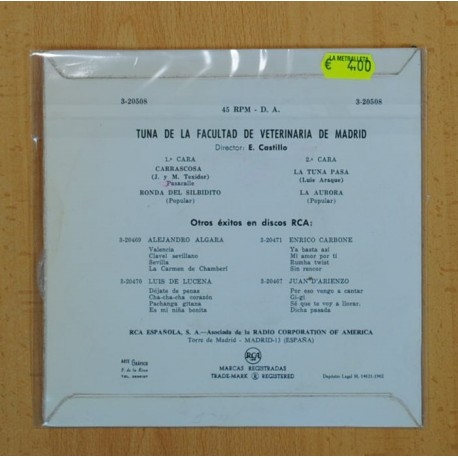 LA METRALLETA
€ 4,00
3-20508
3-20508
45 RPM - D. A.
TUNA DE LA FACULTAD DE VETERINARIA DE MADRID
Director: E. Castillo
1.ª CARA
CARRASCOSA
(J. y M. Texidor)
Pasacalle
RONDA DEL SILBIDITO
(Popular)
2.ª CARA
LA TUNA PASA
(Luis Araque)
LA AURORA
(Popular)
Otros éxitos en discos RCA:
3-20469 ALEJANDRO ALGARA
Valencia
Clavel sevillano
Sevilla
La Carmen de Chamberí
3-20471 ENRICO CARBONE
Ya basta así
Mi amor por ti
Rumba twist
Sin rencor
3-20470 LUIS DE LUCENA
Déjate de penas
Cha-cha-cha corazón
Pachanga gitana
Es mi niña bonita
3-20467 JUAN D'ARIENZO
Por eso vengo a cantar
Gi-gi
Sé que te voy a llorar.
Dicha pasada
RCA ESPAÑOLA, S. A.—Asociada de la RADIO CORPORATION OF AMERICA
Torre de Madrid - MADRID-13 (ESPAÑA)
RCA
MARCAS REGISTRADAS
TRADE-MARK ® REGISTERED
Depósito Legal M.